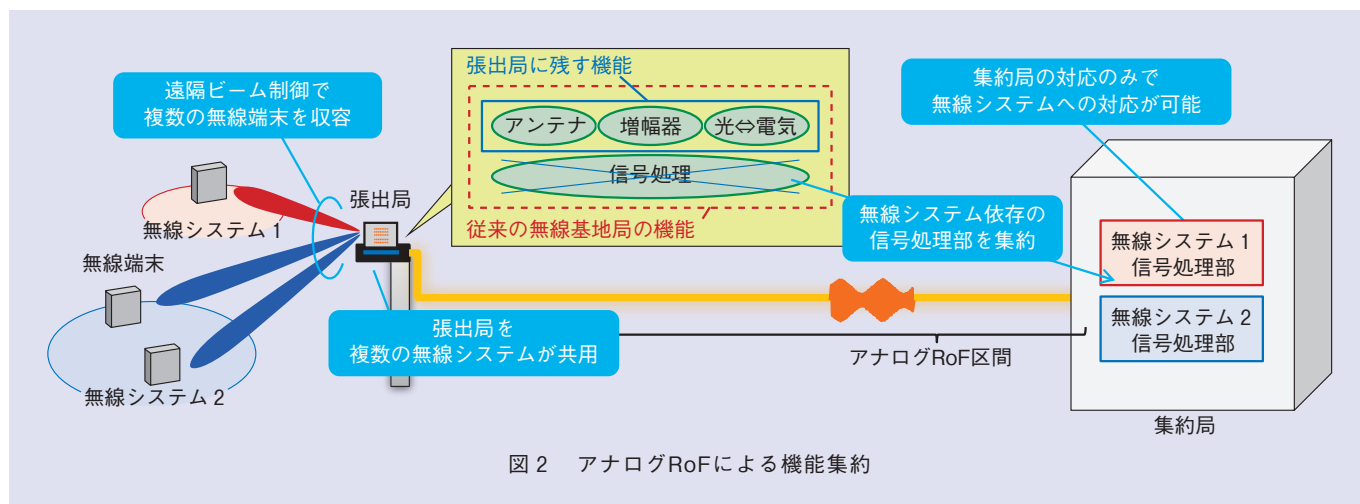 遠隔ビーム制御で
複数の無線端末を収容
無線システム1
無線端末
無線システム2
張出局
張出局を
複数の無線システムが共用
張出局に残す機能
アンテナ
増幅器
光⇔電気
信号処理
従来の無線基地局の機能
無線システム依存の
信号処理部を集約
アナログRoF区間
集約局の対応のみで
無線システムへの対応が可能
無線システム1
信号処理部
無線システム2
信号処理部
集約局
図2 アナログRoFによる機能集約